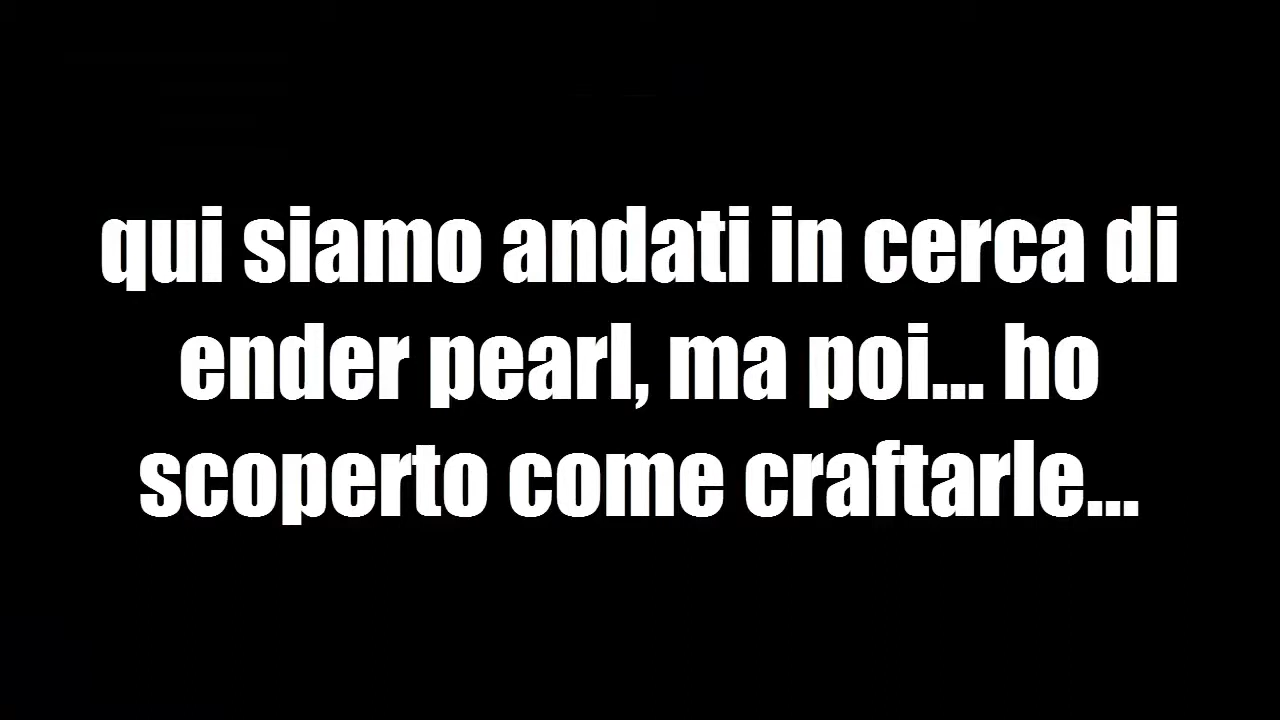 qui siamo andati in cerca di
ender pearl, ma poi... ho
scoperto come craftarle...